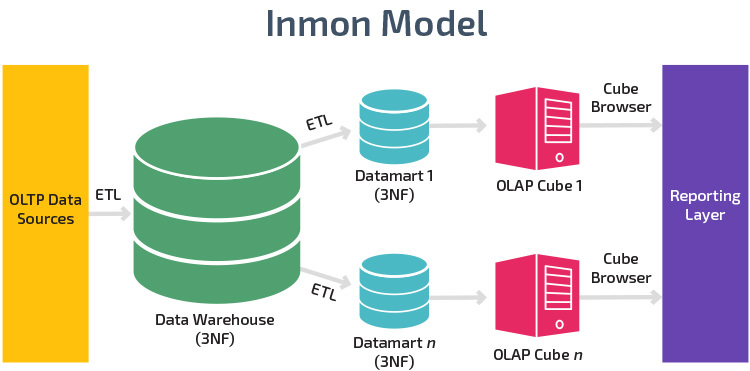 Inmon Model
OLTP Data
Sources
ETL
Data Warehouse
(3NF)
ETL
Datamart 1
(3NF)
OLAP Cube 1
Cube
Browser
ETL
Datamart n
(3NF)
OLAP Cube n
Cube
Browser
Reporting
Layer